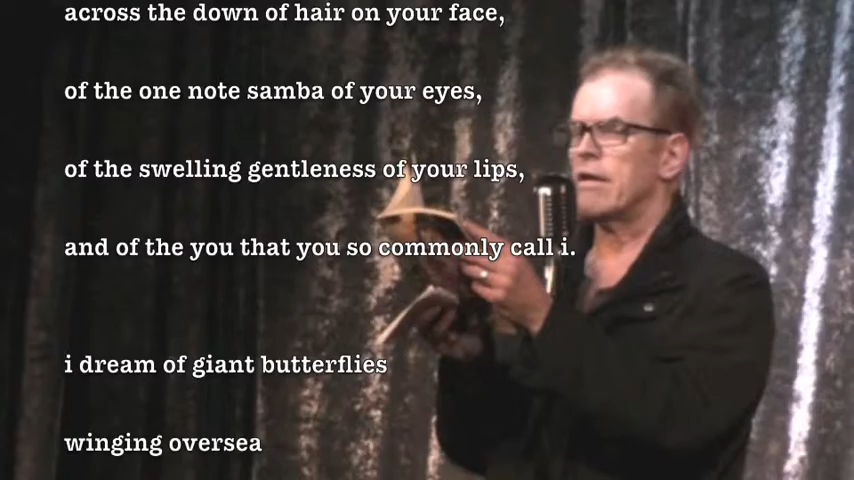 across the down of hair on your face,
of the one note samba of your eyes,
of the swelling gentleness of your lips,
and of the you that you so commonly call i.
i dream of giant butterflies
winging oversea